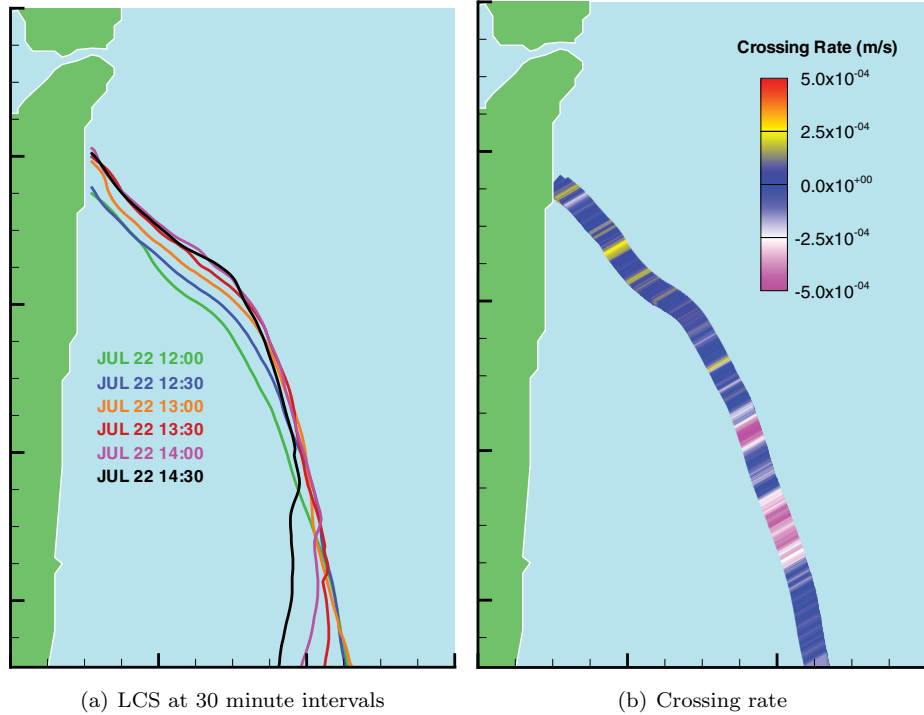 JUL 22 12:00
JUL 22 12:30
JUL 22 13:00
JUL 22 13:30
JUL 22 14:00
JUL 22 14:30
(a) LCS at 30 minute intervals
Crossing Rate (m/s)
5.0x10⁻⁰⁴
2.5x10⁻⁰⁴
0.0x10⁺⁰⁰
-2.5x10⁻⁰⁴
-5.0x10⁻⁰⁴
(b) Crossing rate